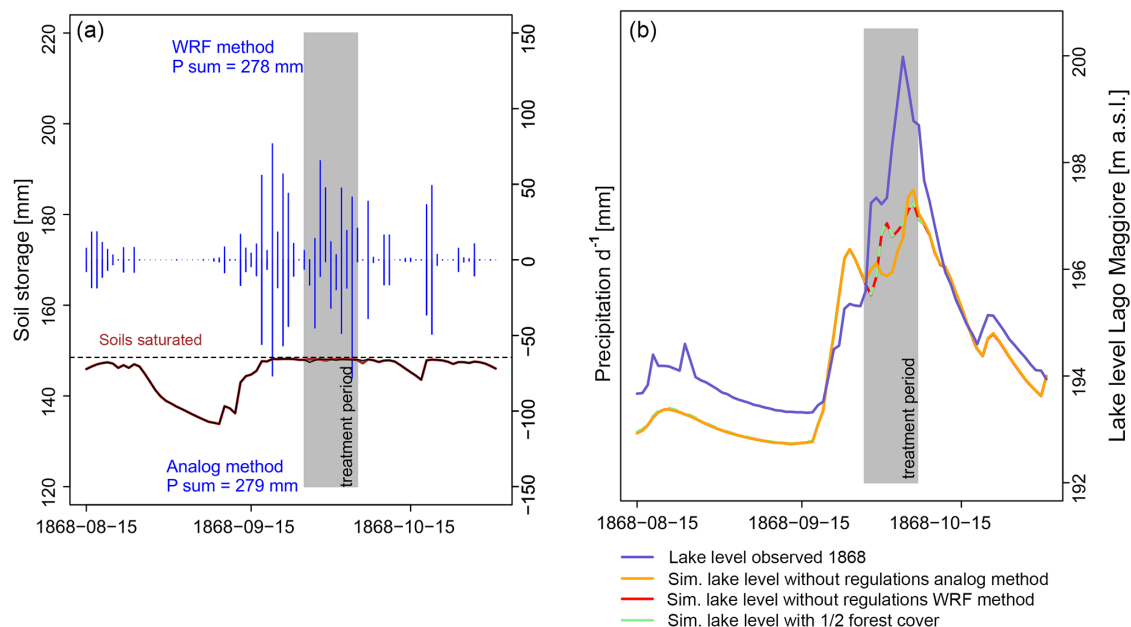 (a)
WRF method
P sum = 278 mm
Soil storage [mm]
220
200
180
160
140
120
150
100
50
0
−50
−100
−150
Soils saturated
treatment period
Analog method
P sum = 279 mm
1868−08−15
1868−09−15
1868−10−15
(b)
Precipitation d⁻¹ [mm]
Lake level Lago Maggiore [m a.s.l.]
200
198
196
194
192
treatment period
1868−08−15
1868−09−15
1868−10−15
Lake level observed 1868
Sim. lake level without regulations analog method
Sim. lake level without regulations WRF method
Sim. lake level with 1/2 forest cover